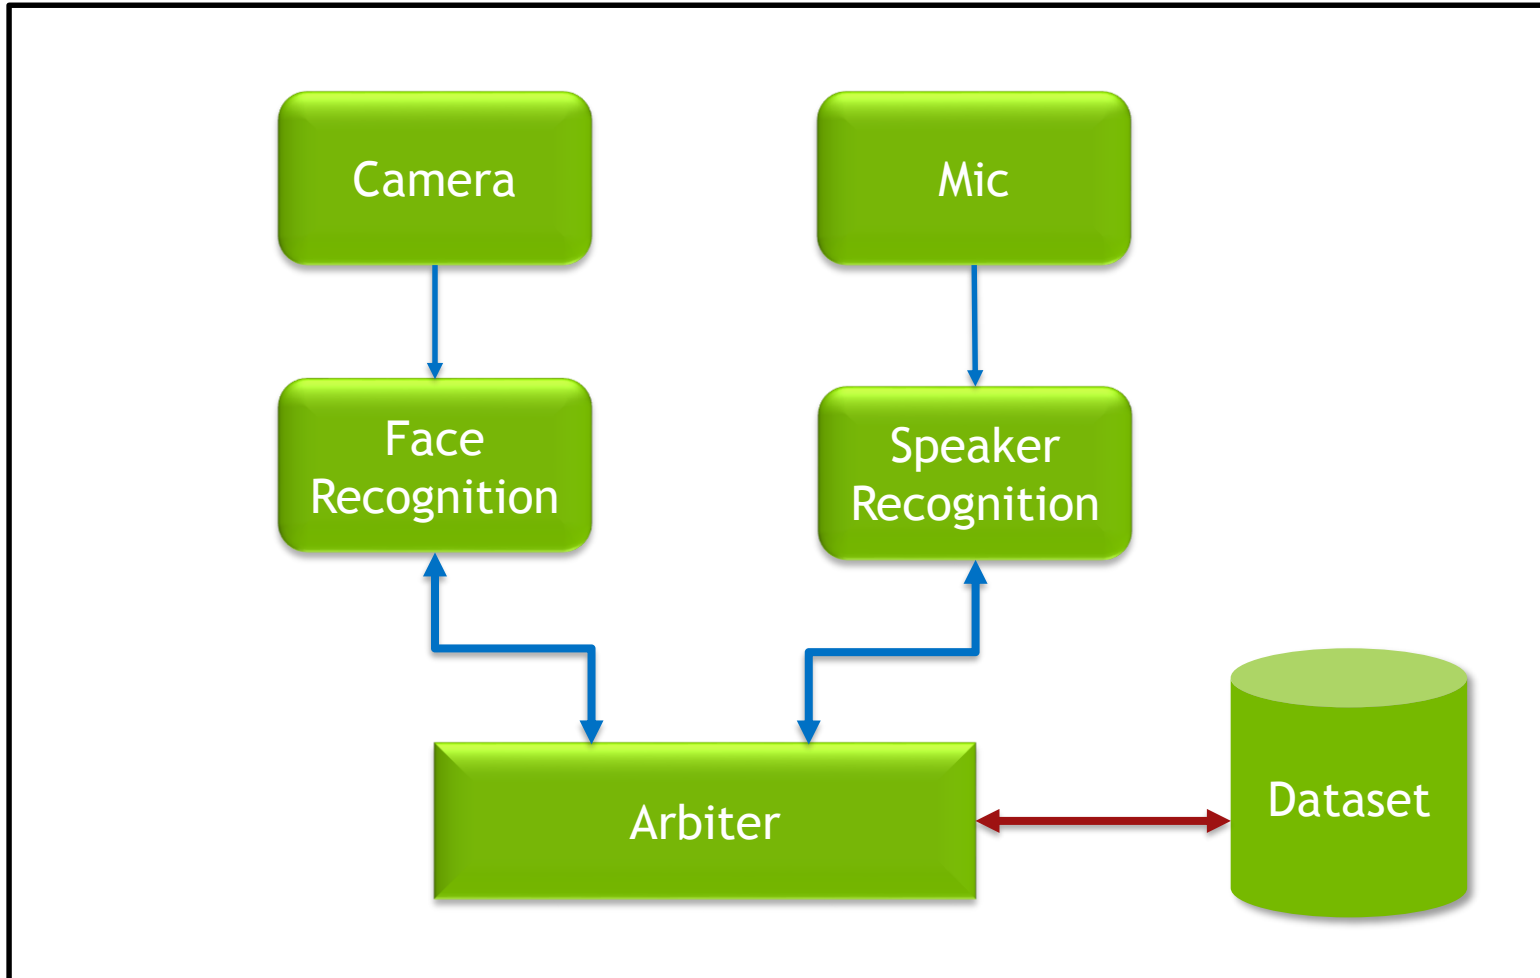 Camera
Mic
Face
Recognition
Speaker
Recognition
Arbiter
Dataset